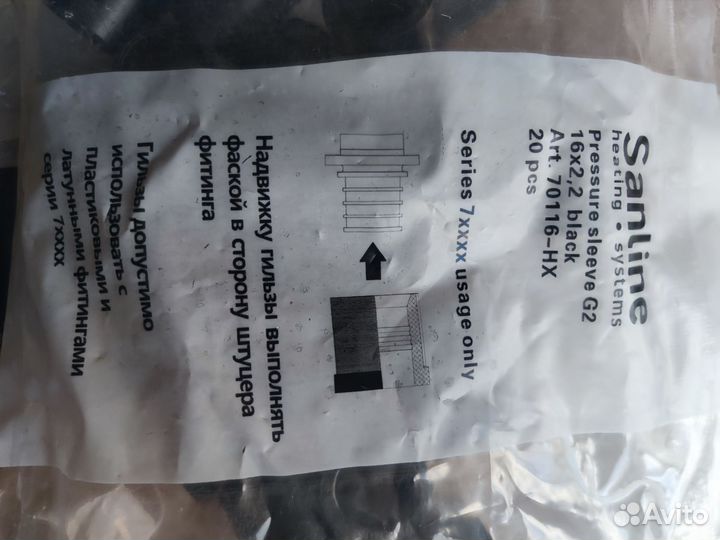 Sanline
heating · systems
Pressure sleeve G2
16x2,2 black
Art. 70116-HX
20 pcs
Series 7xxxx usage only
Надвижку гильзы выполнять
фаской в сторону штуцера
фитинга
Гильзы допустимо
использовать с
пластиковыми и
латунными фитингами
серии 7xxxx
Avito